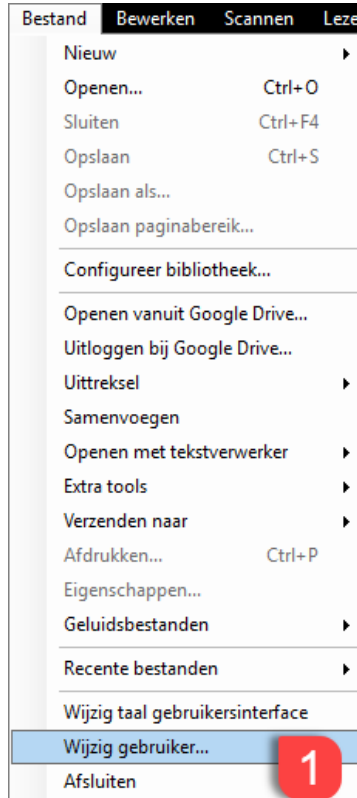 Bestand Bewerken Scannen Leze
Nieuw
Openen... Ctrl+O
Sluiten Ctrl+F4
Opslaan Ctrl+S
Opslaan als...
Opslaan paginabereik...
Configureer bibliotheek...
Openen vanuit Google Drive...
Uitloggen bij Google Drive...
Uittreksel
Samenvoegen
Openen met tekstverwerker
Extra tools
Verzenden naar
Afdrukken... Ctrl+P
Eigenschappen...
Geluidsbestanden
Recente bestanden
Wijzig taal gebruikersinterface
Wijzig gebruiker... 1
Afsluiten